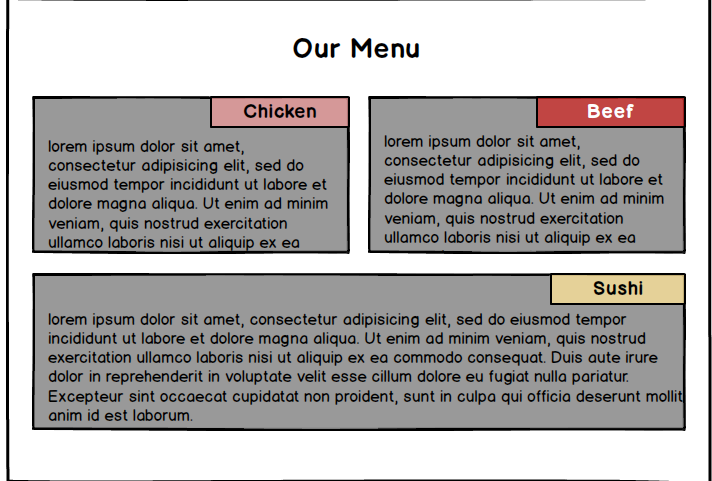 Our Menu
Chicken
lorem ipsum dolor sit amet,
consectetur adipisicing elit, sed do
eiusmod tempor incididunt ut labore et
dolore magna aliqua. Ut enim ad minim
veniam, quis nostrud exercitation
ullamco laboris nisi ut aliquip ex ea
Beef
lorem ipsum dolor sit amet,
consectetur adipisicing elit, sed do
eiusmod tempor incididunt ut labore et
dolore magna aliqua. Ut enim ad minim
veniam, quis nostrud exercitation
ullamco laboris nisi ut aliquip ex ea
Sushi
lorem ipsum dolor sit amet, consectetur adipisicing elit, sed do eiusmod tempor
incididunt ut labore et dolore magna aliqua. Ut enim ad minim veniam, quis nostrud
exercitation ullamco laboris nisi ut aliquip ex ea commodo consequat. Duis aute irure
dolor in reprehenderit in voluptate velit esse cillum dolore eu fugiat nulla pariatur.
Excepteur sint occaecat cupidatat non proident, sunt in culpa qui officia deserunt mollit
anim id est laborum.